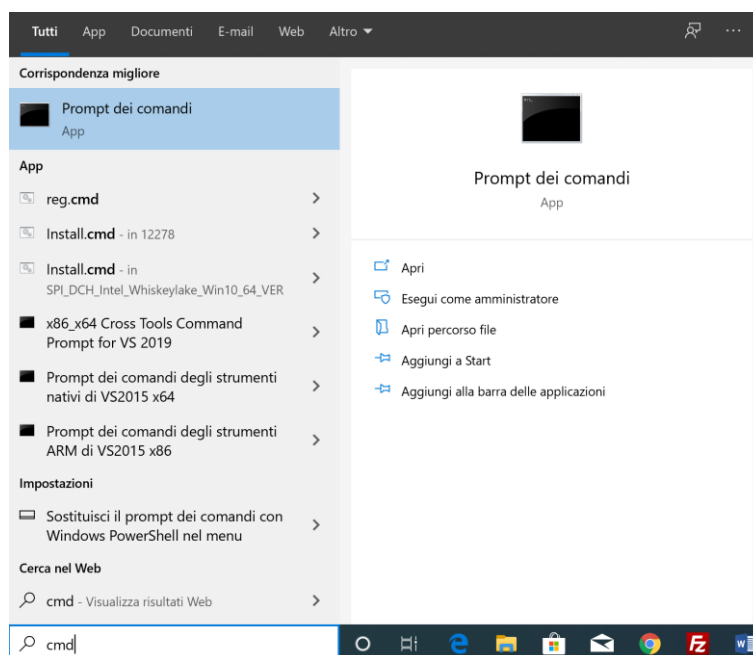 Tutti App Documenti E-mail Web Altro
Corrispondenza migliore
Prompt dei comandi
App
App
reg.cmd
Install.cmd - in 12278
Install.cmd - in
SPI_DCH_Intel_Whiskeylake_Win10_64_VER
x86_x64 Cross Tools Command
Prompt for VS 2019
Prompt dei comandi degli strumenti
nativi di VS2015 x64
Prompt dei comandi degli strumenti
ARM di VS2015 x86
Impostazioni
Sostituisci il prompt dei comandi con
Windows PowerShell nel menu
Cerca nel Web
cmd - Visualizza risultati Web
cmd
Prompt dei comandi
App
Apri
Esegui come amministratore
Apri percorso file
Aggiungi a Start
Aggiungi alla barra delle applicazioni